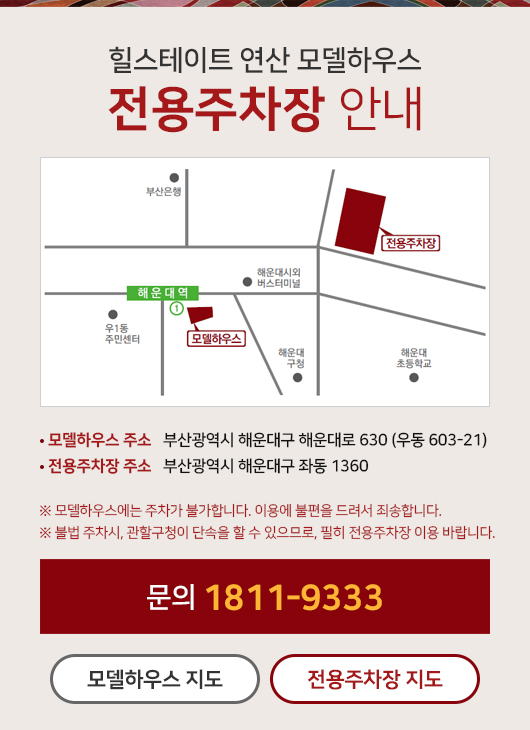 힐스테이트 연산 모델하우스
전용주차장 안내
부산은행
전용주차장
해운대시외
버스터미널
해운대역
1
우1동
주민센터
모델하우스
해운대
구청
해운대
초등학교
• 모델하우스 주소 부산광역시 해운대구 해운대로 630 (우동 603-21)
• 전용주차장 주소 부산광역시 해운대구 좌동 1360
※ 모델하우스에는 주차가 불가합니다. 이용에 불편을 드려서 죄송합니다.
※ 불법 주차시, 관할구청이 단속을 할 수 있으므로, 필히 전용주차장 이용 바랍니다.
문의 1811-9333
모델하우스 지도
전용주차장 지도